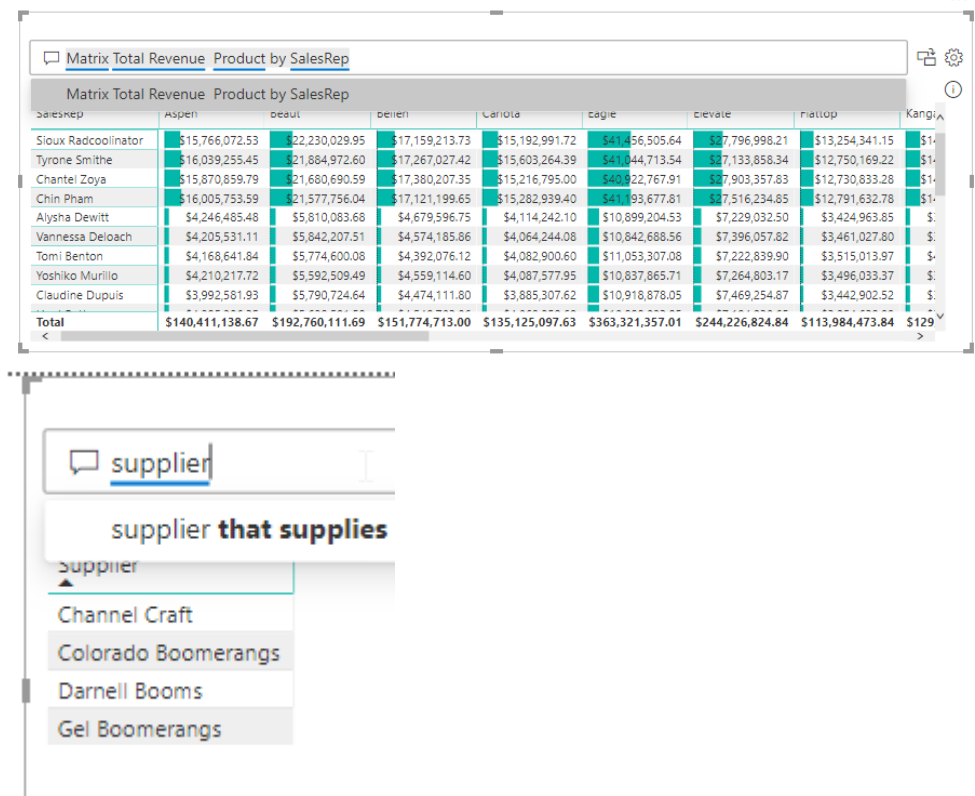 Matrix Total Revenue Product by SalesRep
Matrix Total Revenue Product by SalesRep
SalesRep Aspen Beaut Bellen Carlota Eagle Elevate Flattop
Sioux Radcoolinator $15,766,072.53 $22,230,029.95 $17,159,213.73 $15,192,991.72 $41,456,505.64 $27,796,998.21 $13,254,341.15
Tyrone Smithe $16,039,255.45 $21,884,972.60 $17,267,027.42 $15,603,264.39 $41,044,713.54 $27,133,858.34 $12,750,169.22
Chantel Zoya $15,870,859.79 $21,680,690.59 $17,380,207.35 $15,216,795.00 $40,922,767.91 $27,903,357.83 $12,730,833.28
Chin Pham $16,005,753.59 $21,577,756.04 $17,121,199.65 $15,282,939.40 $41,193,677.81 $27,516,234.85 $12,791,632.78
Alysha Dewitt $4,246,485.48 $5,810,083.68 $4,679,596.75 $4,114,242.10 $10,899,204.53 $7,229,032.50 $3,424,963.85
Vannessa Deloach $4,205,531.11 $5,842,207.51 $4,574,185.86 $4,064,244.08 $10,842,688.56 $7,396,057.82 $3,461,027.80
Tomi Benton $4,168,641.84 $5,774,600.08 $4,392,076.12 $4,082,900.60 $11,053,307.08 $7,222,839.90 $3,515,013.97
Yoshiko Murillo $4,210,217.72 $5,592,509.49 $4,559,114.60 $4,087,577.95 $10,837,865.71 $7,264,803.17 $3,496,033.37
Claudine Dupuis $3,992,581.93 $5,790,724.64 $4,474,111.80 $3,885,307.62 $10,918,878.05 $7,469,254.87 $3,442,902.52
Total $140,411,138.67 $192,760,111.69 $151,774,713.00 $135,125,097.63 $363,321,357.01 $244,226,824.84 $113,984,473.84 $129
supplier
supplier that supplies
Supplier
Channel Craft
Colorado Boomerangs
Darnell Booms
Gel Boomerangs